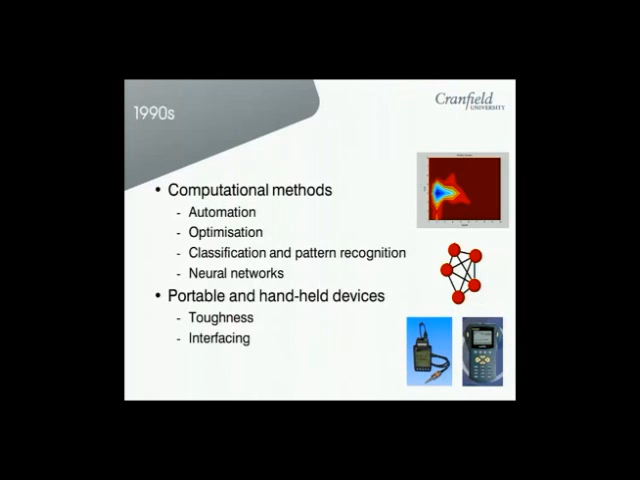 1990s
Cranfield
UNIVERSITY
• Computational methods
- Automation
- Optimisation
- Classification and pattern recognition
- Neural networks
• Portable and hand-held devices
- Toughness
- Interfacing